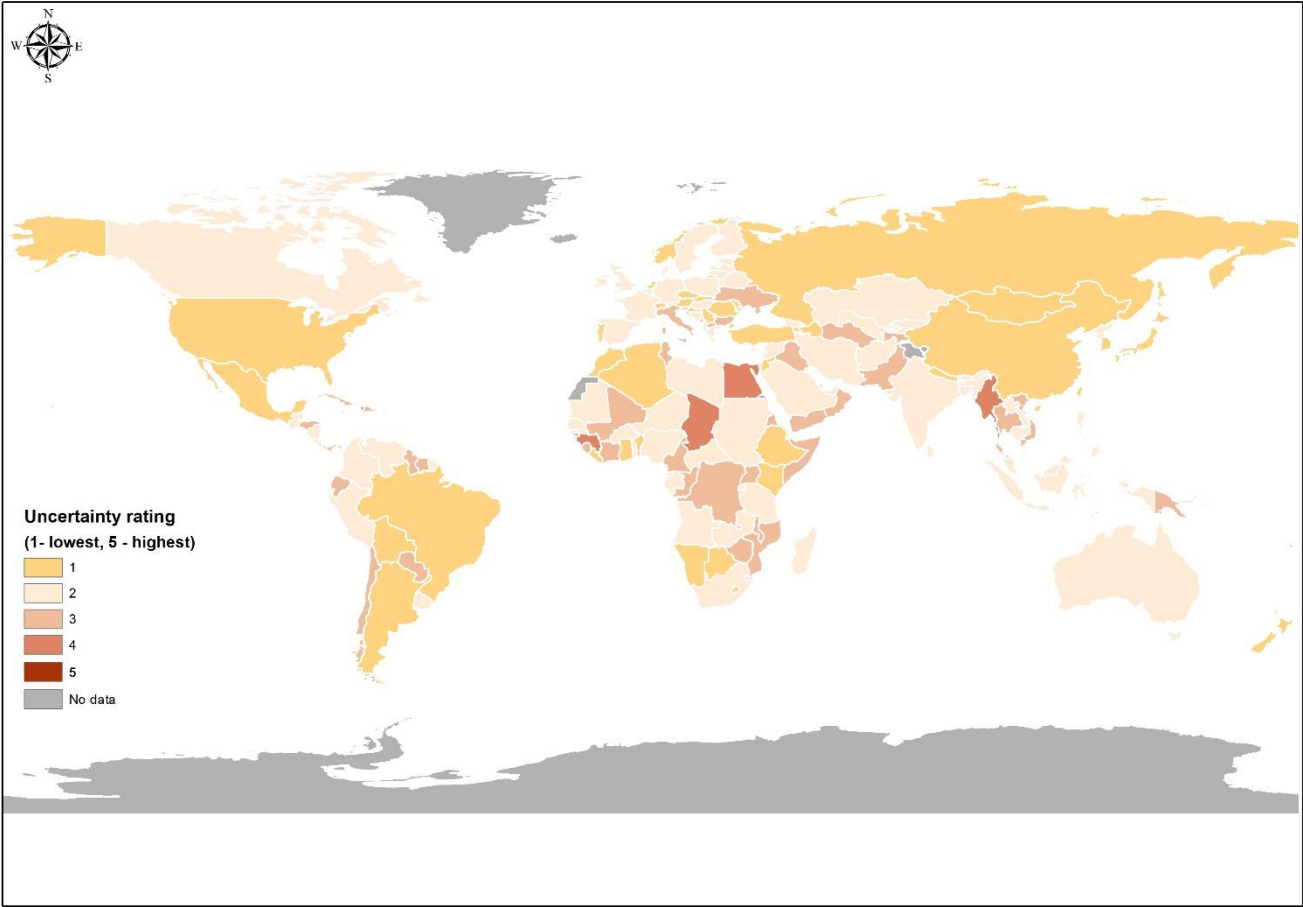 N
W E
S
Uncertainty rating
(1- lowest, 5 - highest)
1
2
3
4
5
No data